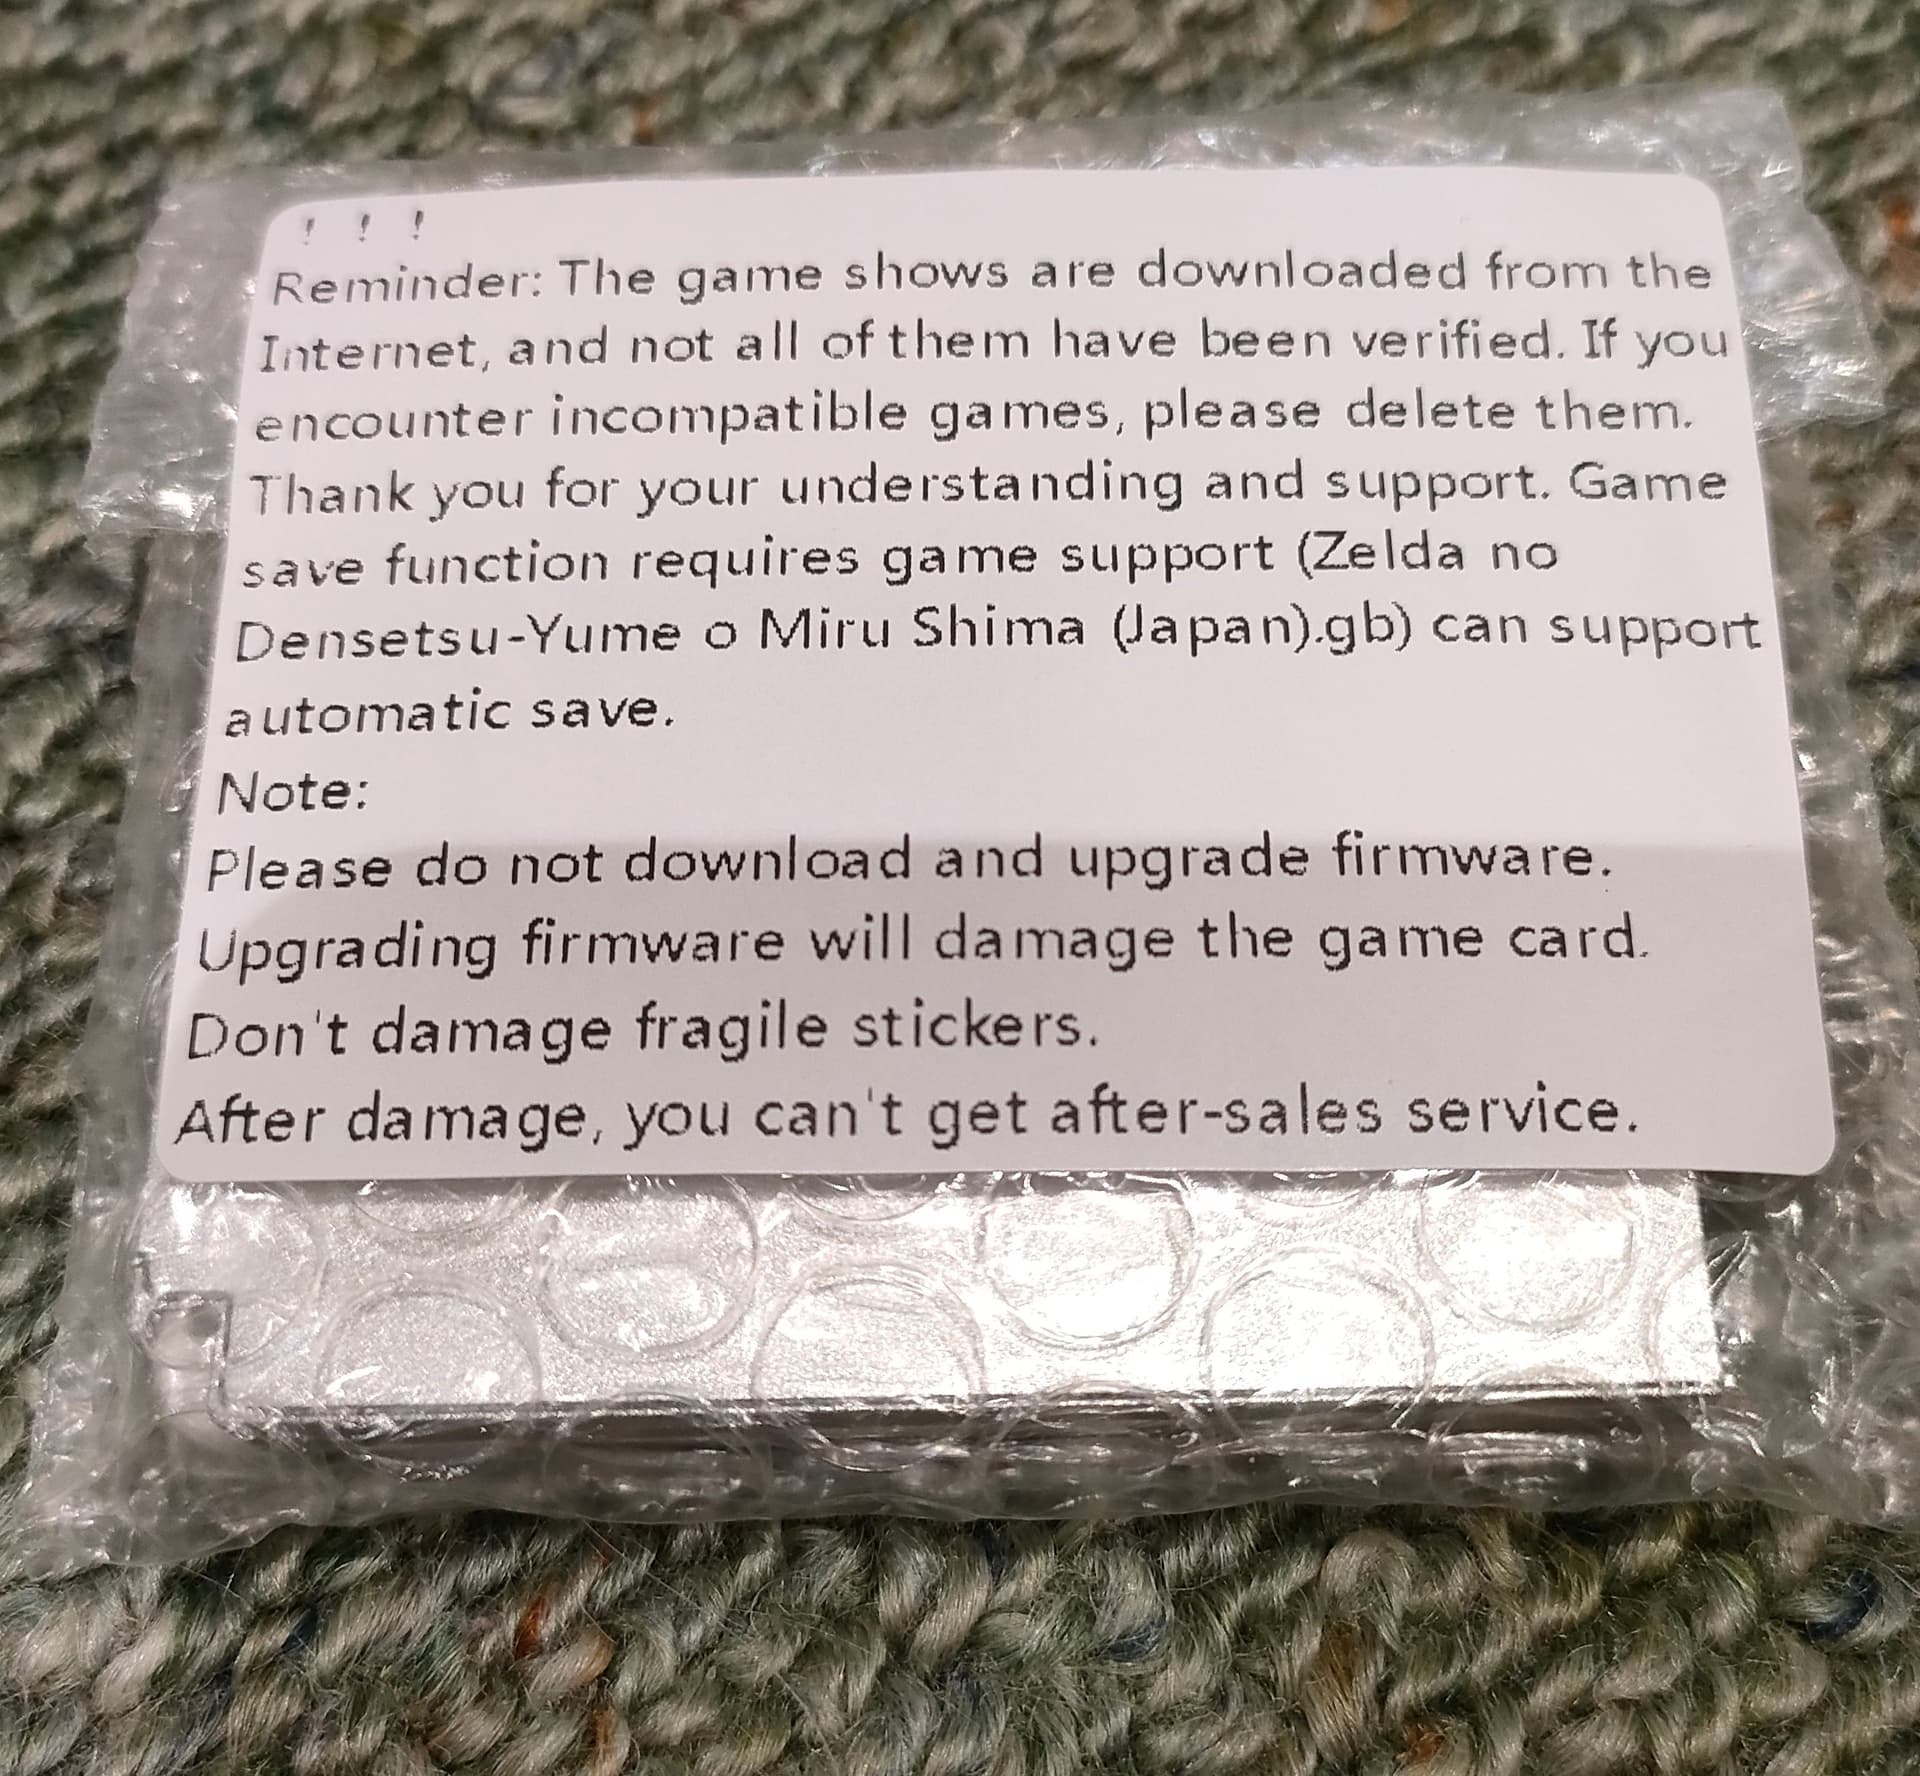 ! ! !
Reminder: The game shows are downloaded from the
Internet, and not all of them have been verified. If you
encounter incompatible games, please delete them.
Thank you for your understanding and support. Game
save function requires game support (Zelda no
Densetsu-Yume o Miru Shima (Japan).gb) can support
automatic save.
Note:
Please do not download and upgrade firmware.
Upgrading firmware will damage the game card.
Don't damage fragile stickers.
After damage, you can't get after-sales service.